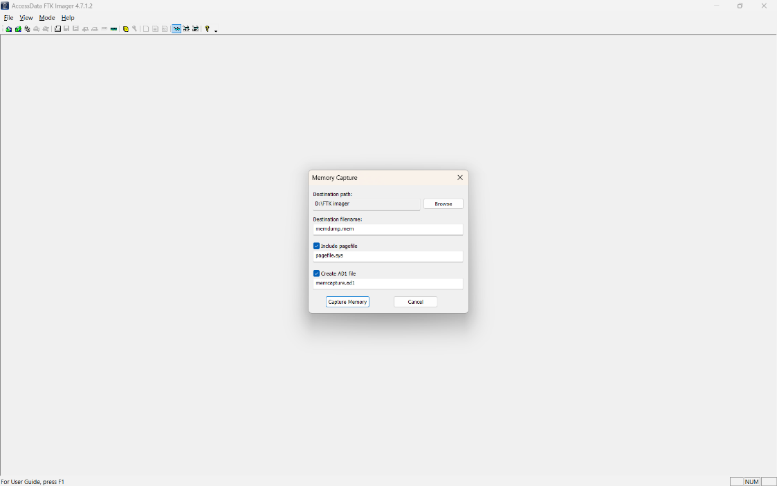 AccessData FTK Imager 4.7.1.2
File View Mode Help
Memory Capture
Destination path:
D:\FTK imager
Browse
Destination filename:
memdump.mem
Include pagefile
pagefile.sys
Create AD1 file
memcapture.ad1
Capture Memory
Cancel
For User Guide, press F1
NUM